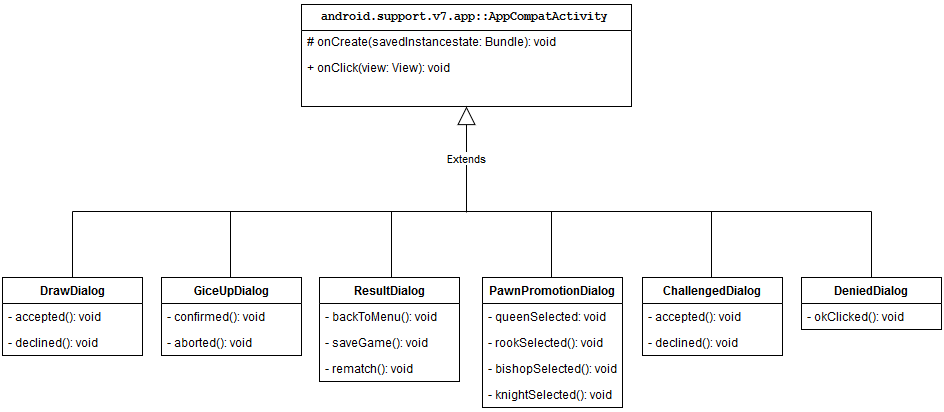 android.support.v7.app::AppCompatActivity
# onCreate(savedInstancestate: Bundle): void
+ onClick(view: View): void
Extends
DrawDialog
- accepted(): void
- declined(): void
GiceUpDialog
- confirmed(): void
- aborted(): void
ResultDialog
- backToMenu(): void
- saveGame(): void
- rematch(): void
PawnPromotionDialog
- queenSelected: void
- rookSelected(): void
- bishopSelected(): void
- knightSelected(): void
ChallengedDialog
- accepted(): void
- declined(): void
DeniedDialog
- okClicked(): void